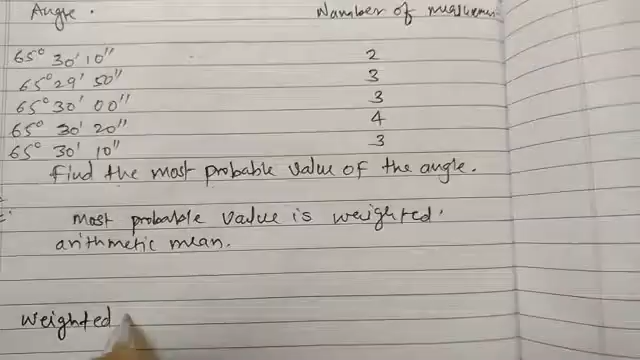 Angle. Number of measuremen
65° 30' 10" 2
65° 29' 50" 3
65° 30' 00" 3
65° 30' 20" 4
65° 30' 10" 3
find the most probable value of the angle.
most probable value is weighted.
arithmetic mean.
Weighted